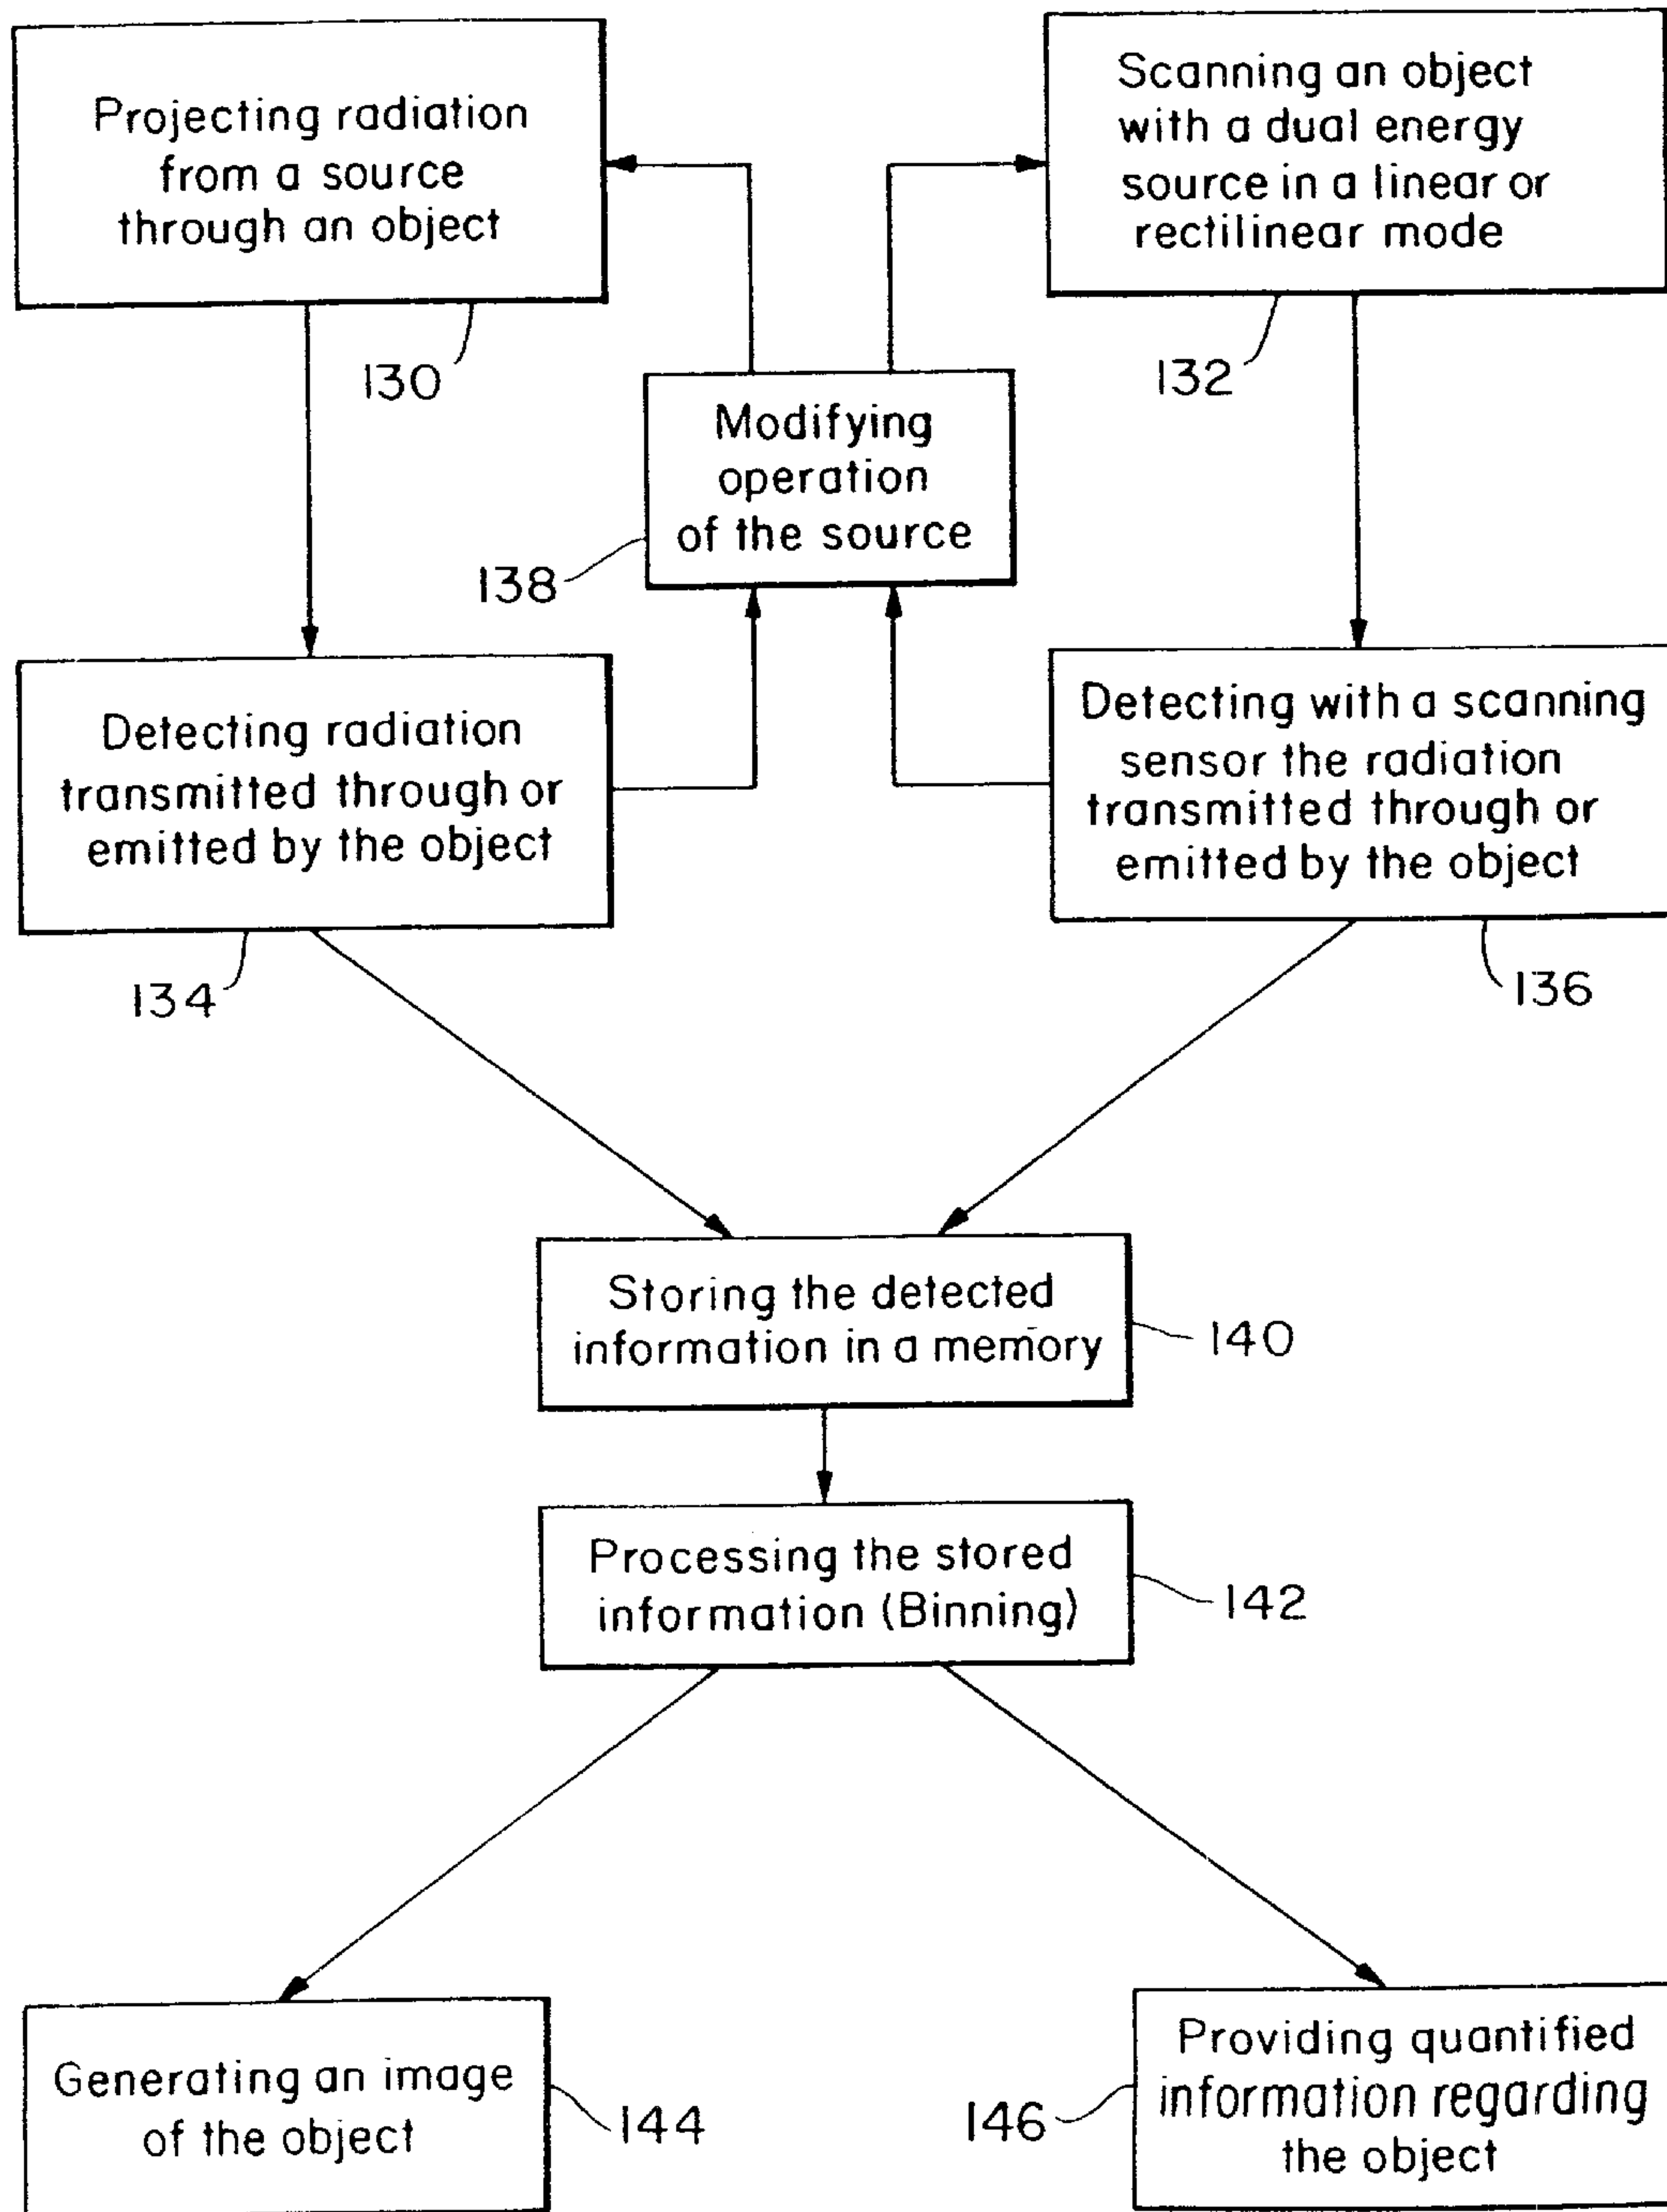 Projecting radiation
from a source
through an object
130
Scanning an object
with a dual energy
source in a linear or
rectilinear mode
132
Modifying
operation
of the source
138
Detecting radiation
transmitted through or
emitted by the object
134
Detecting with a scanning
sensor the radiation
transmitted through or
emitted by the object
136
Storing the detected
information in a memory
140
Processing the stored
information (Binning)
142
Generating an image
of the object
144
Providing quantified
information regarding
the object
146